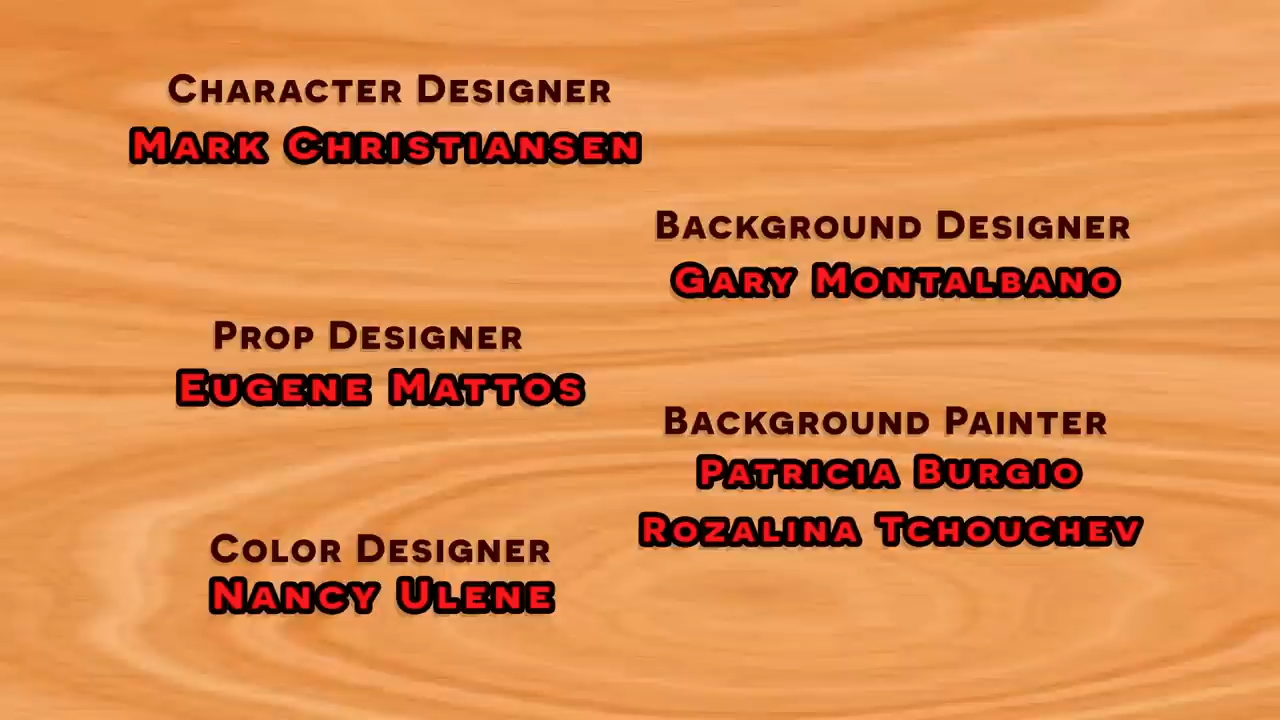 Character Designer
Mark Christiansen
Background Designer
Gary Montalbano
Prop Designer
Eugene Mattos
Background Painter
Patricia Burgio
Rozalina Tchouchev
Color Designer
Nancy Ulene